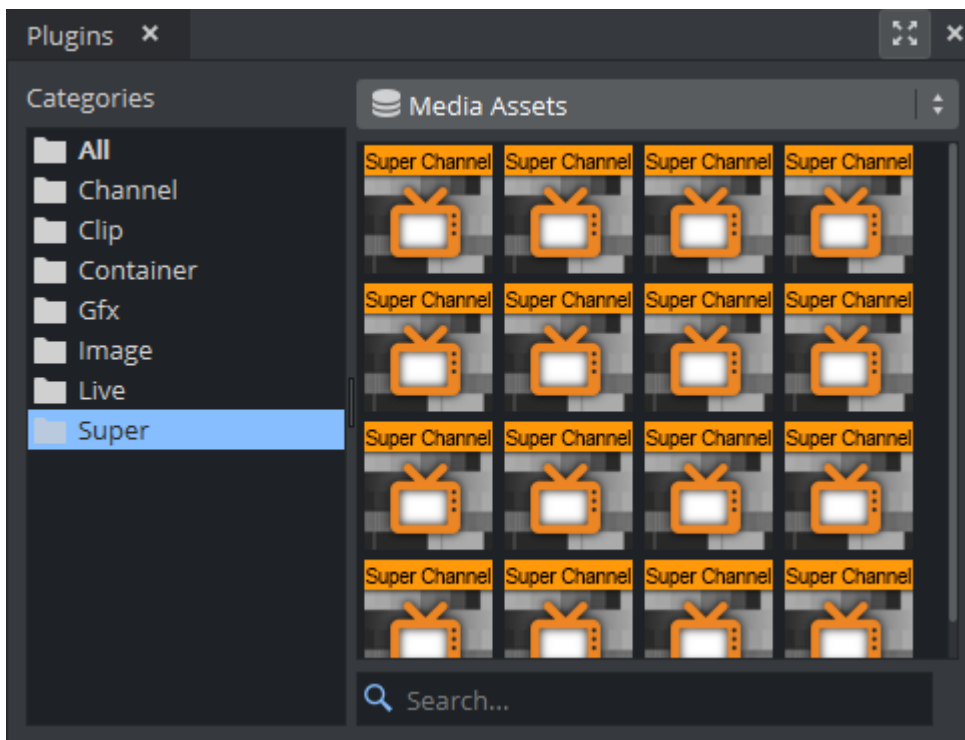 Plugins
Categories
Media Assets
All
Channel
Clip
Container
Gfx
Image
Live
Super
Super Channel Super Channel Super Channel Super Channel
Super Channel Super Channel Super Channel Super Channel
Super Channel Super Channel Super Channel Super Channel
Super Channel Super Channel Super Channel Super Channel
Search...